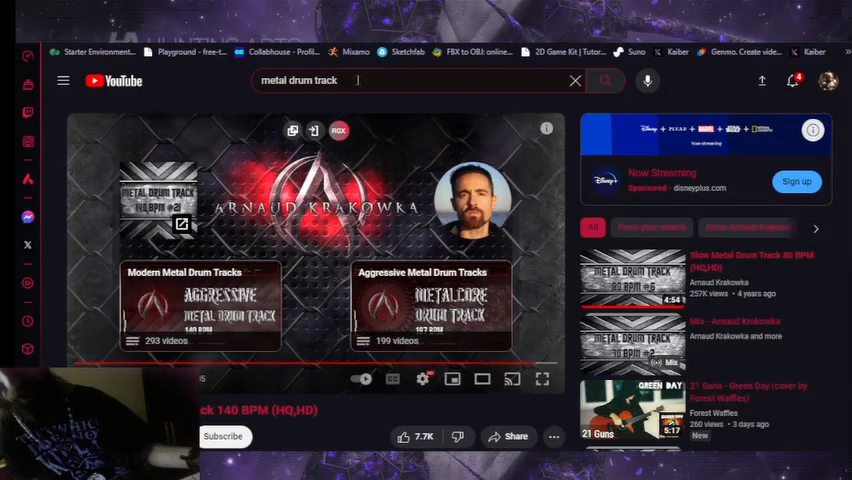 Starter Environment...
Playground - free-t...
Collabhouse - Profil...
Mixamo
Sketchfab
FBX to OBJ: online...
2D Game Kit | Tutor...
Suno
Kaiber
Genmo. Create vide...
Kaiber
YouTube
metal drum track
4
RGX
METAL DRUM TRACK
140 BPM #21
ARNAUD KRAKOWKA
Modern Metal Drum Tracks
AGGRESSIVE
METAL DRUM TRACK
140 BPM
293 videos
Aggressive Metal Drum Tracks
METALCORE
DRUM TRACK
199 videos
ck 140 BPM (HQ,HD)
Subscribe
7.7K
Share
Disney+
PIXAR
MARVEL
STAR WARS
Now streaming
Now Streaming
Sponsored · disneyplus.com
Sign up
All
From your search
From Arnaud Krakowka
METAL DRUM TRACK
80 BPM #6
4:54
Slow Metal Drum Track 80 BPM
(HQ,HD)
Arnaud Krakowka
257K views • 4 years ago
METAL DRUM TRACK
Mix
Mix - Arnaud Krakowka
Arnaud Krakowka and more
GREEN DAY
21 Guns
5:17
21 Guns - Green Day (cover by
Forest Waffles)
Forest Waffles
260 views • 3 days ago
New